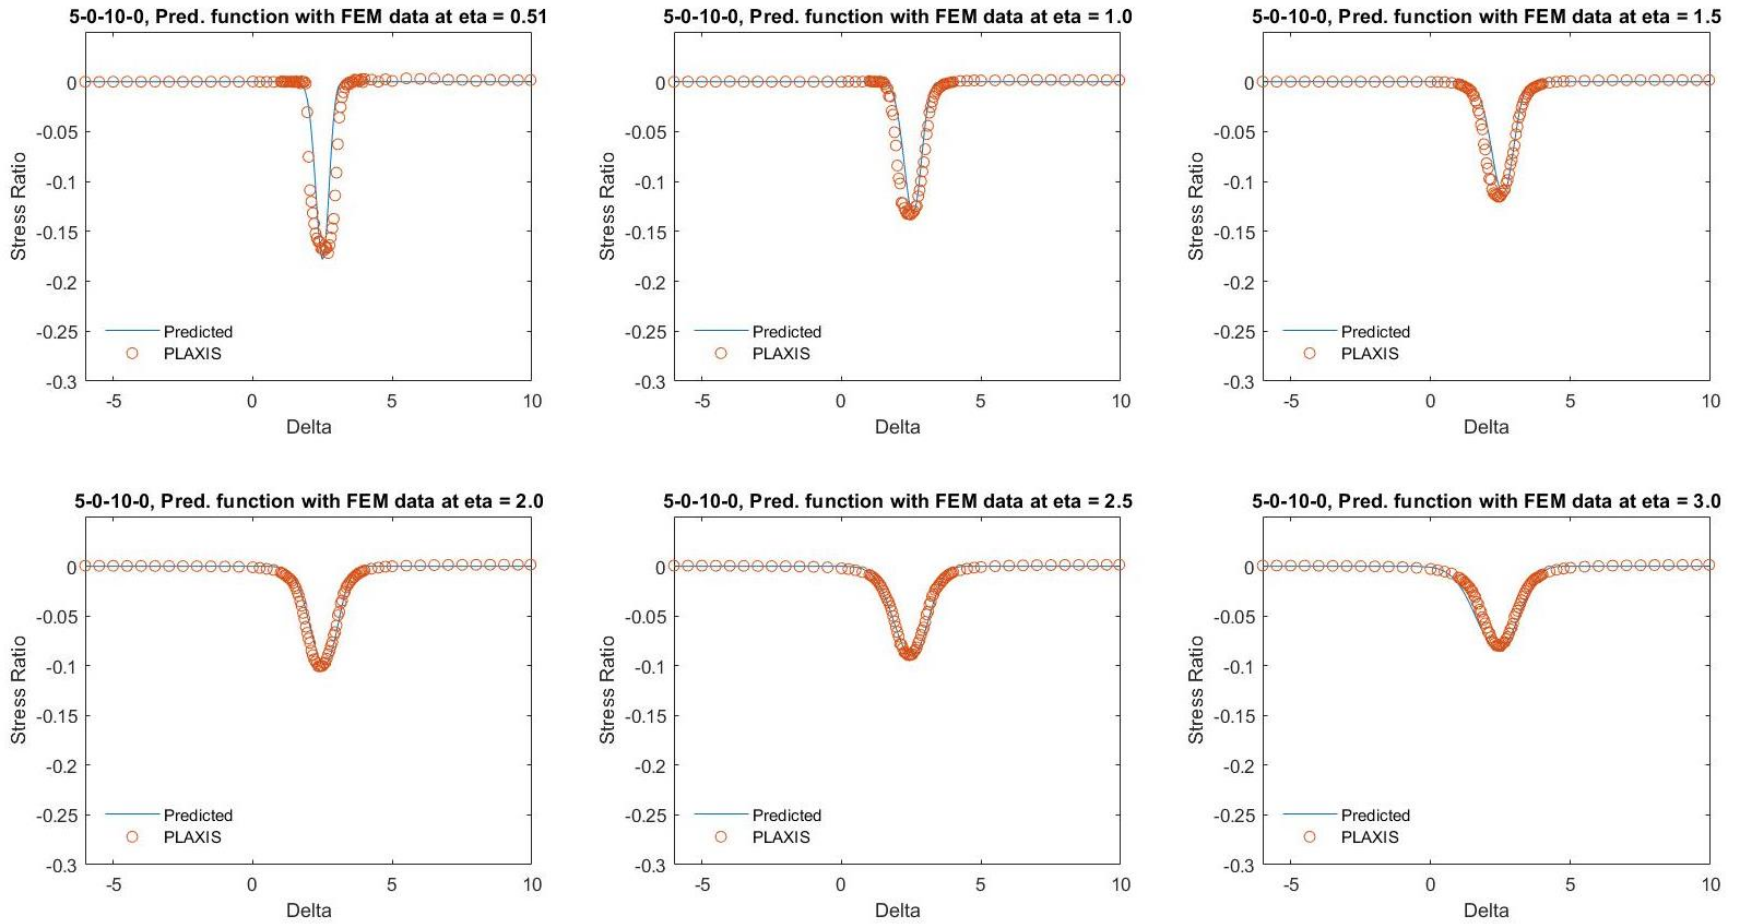 5-0-10-0, Pred. function with FEM data at eta = 0.51
0
-0.05
-0.1
-0.15
-0.2
-0.25
-0.3
Stress Ratio
Predicted
PLAXIS
-5
0
5
10
Delta
5-0-10-0, Pred. function with FEM data at eta = 1.0
0
-0.05
-0.1
-0.15
-0.2
-0.25
-0.3
Stress Ratio
Predicted
PLAXIS
-5
0
5
10
Delta
5-0-10-0, Pred. function with FEM data at eta = 1.5
0
-0.05
-0.1
-0.15
-0.2
-0.25
-0.3
Stress Ratio
Predicted
PLAXIS
-5
0
5
10
Delta
5-0-10-0, Pred. function with FEM data at eta = 2.0
0
-0.05
-0.1
-0.15
-0.2
-0.25
-0.3
Stress Ratio
Predicted
PLAXIS
-5
0
5
10
Delta
5-0-10-0, Pred. function with FEM data at eta = 2.5
0
-0.05
-0.1
-0.15
-0.2
-0.25
-0.3
Stress Ratio
Predicted
PLAXIS
-5
0
5
10
Delta
5-0-10-0, Pred. function with FEM data at eta = 3.0
0
-0.05
-0.1
-0.15
-0.2
-0.25
-0.3
Stress Ratio
Predicted
PLAXIS
-5
0
5
10
Delta